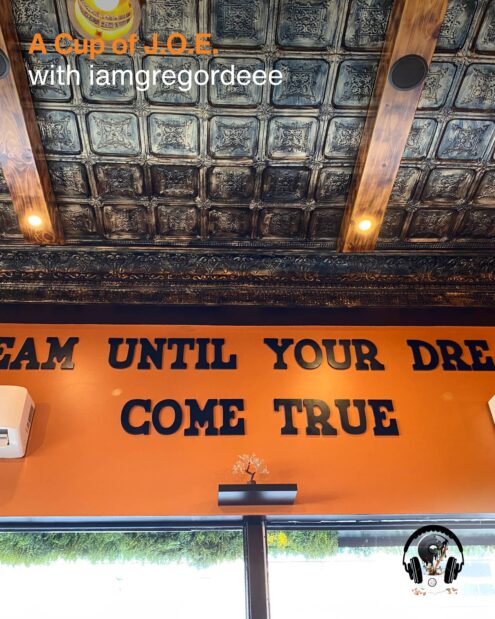 A Cup of J.O.E.
with iamgregordeee
EAM UNTIL YOUR DRE
COME TRUE